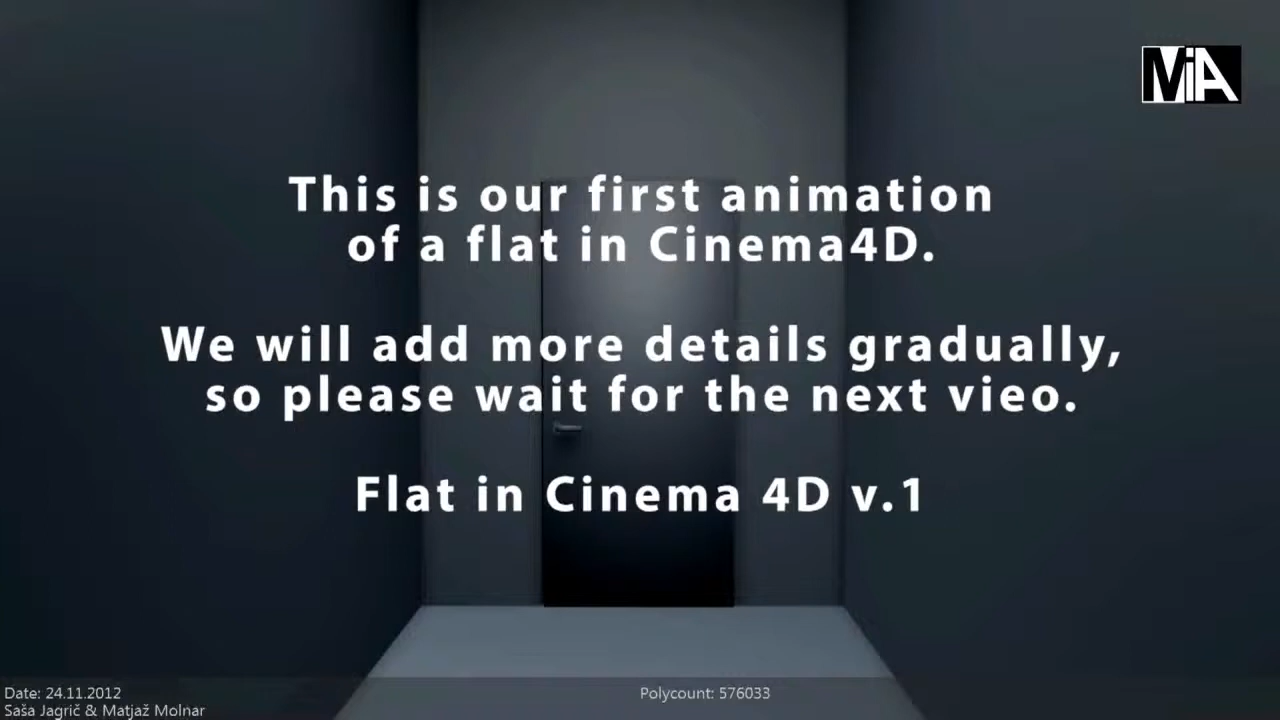 MiA
This is our first animation
of a flat in Cinema4D.
We will add more details gradually,
so please wait for the next vieo.
Flat in Cinema 4D v.1
Date: 24.11.2012
Polycount: 576033
Saša Jagrič & Matjaž Molnar